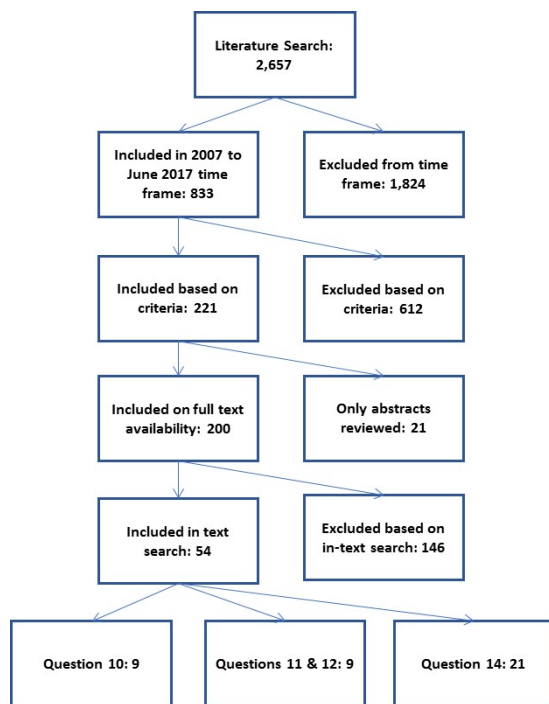 Literature Search:
2,657
Included in 2007 to
June 2017 time
frame: 833
Excluded from time
frame: 1,824
Included based on
criteria: 221
Excluded based on
criteria: 612
Included on full text
availability: 200
Only abstracts
reviewed: 21
Included in text
search: 54
Excluded based on
in-text search: 146
Question 10: 9
Questions 11 & 12: 9
Question 14: 21